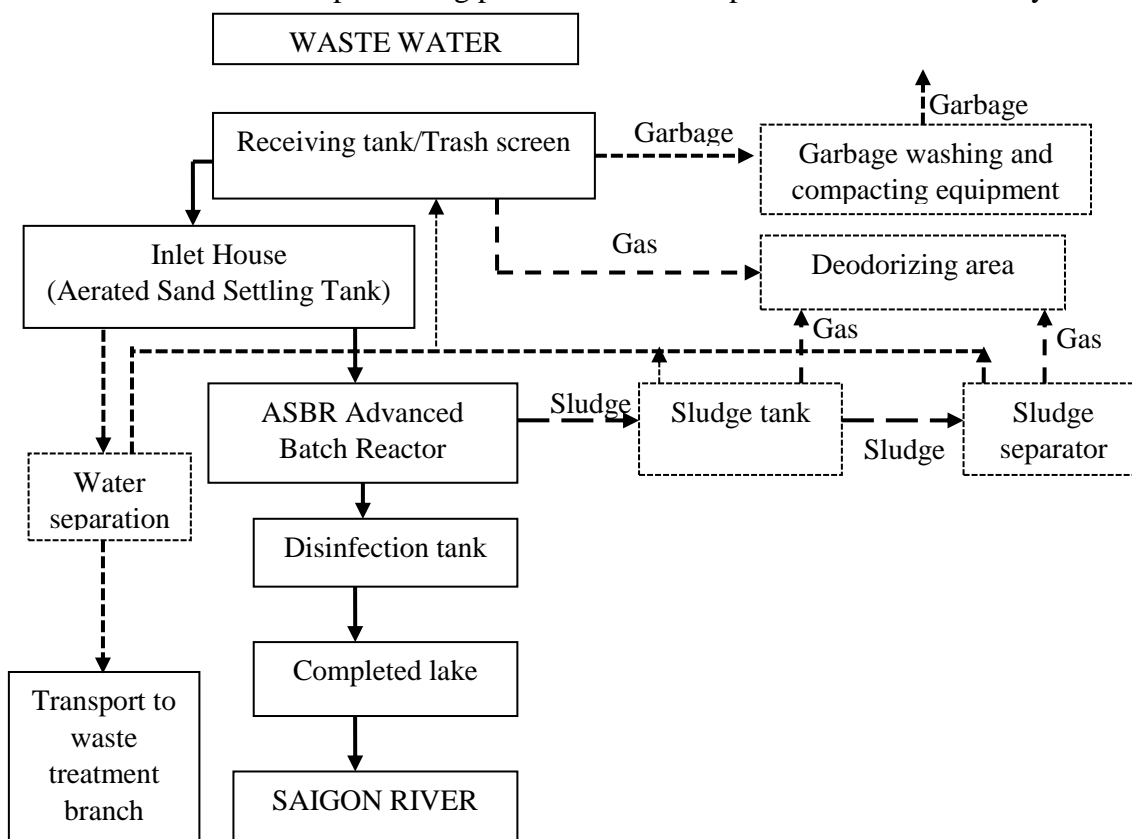 WASTE WATER
Garbage
Receiving tank/Trash screen
Garbage
Garbage washing and
compacting equipment
Inlet House
(Aerated Sand Settling Tank)
Gas
Deodorizing area
Gas
Gas
ASBR Advanced
Batch Reactor
Sludge
Sludge tank
Sludge
Sludge
separator
Water
separation
Disinfection tank
Completed lake
Transport to
waste
treatment
branch
SAIGON RIVER